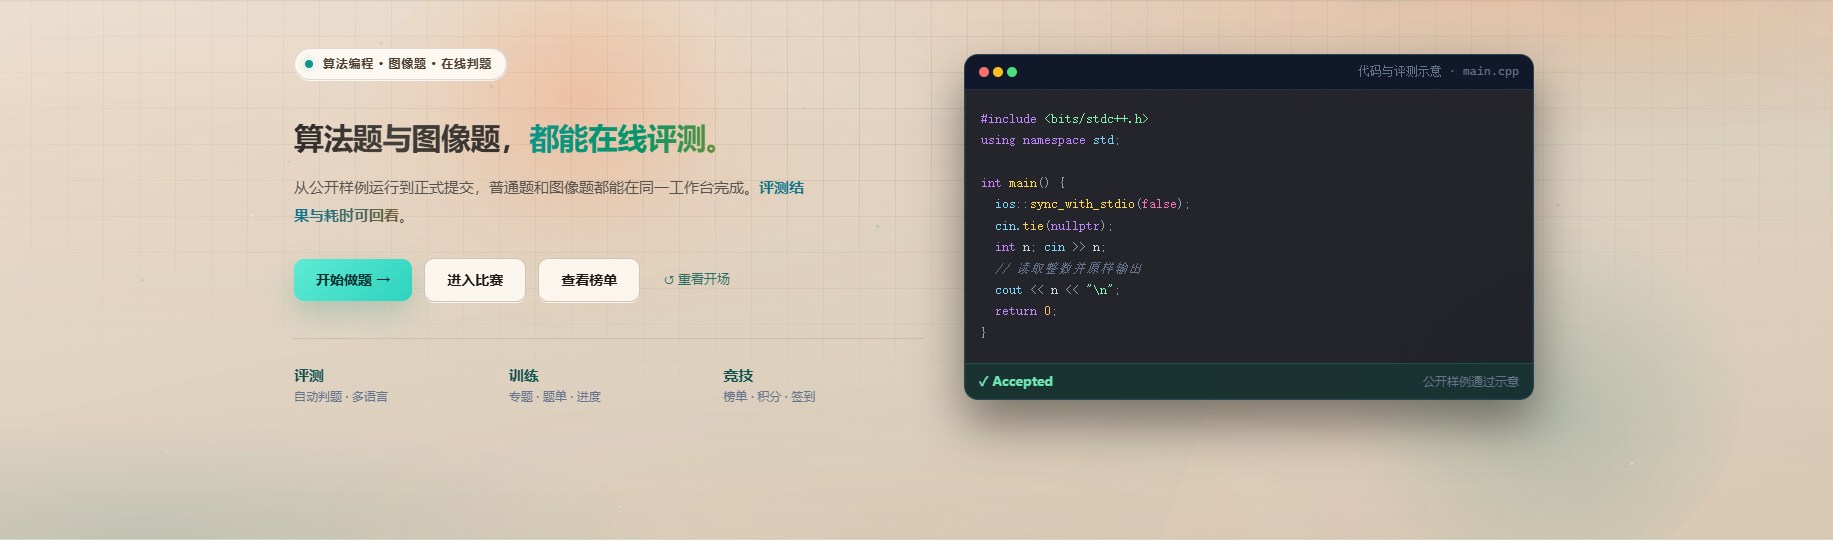 算法编程 • 图像题 • 在线判题
算法题与图像题，都能在线评测。
从公开样例运行到正式提交，普通题和图像题都能在同一工作台完成。评测结
果与耗时可回看。
开始做题 →
进入比赛
查看榜单
↺ 重看开场
评测
自动判题 · 多语言
训练
专题 · 题单 · 进度
竞技
榜单 · 积分 · 签到
代码与评测示意 · main.cpp
#include <bits/stdc++.h>
using namespace std;
int main() {
  ios::sync_with_stdio(false);
  cin.tie(nullptr);
  int n; cin >> n;
  // 读取整数并原样输出
  cout << n << "\n";
  return 0;
}
✓ Accepted
公开样例通过示意